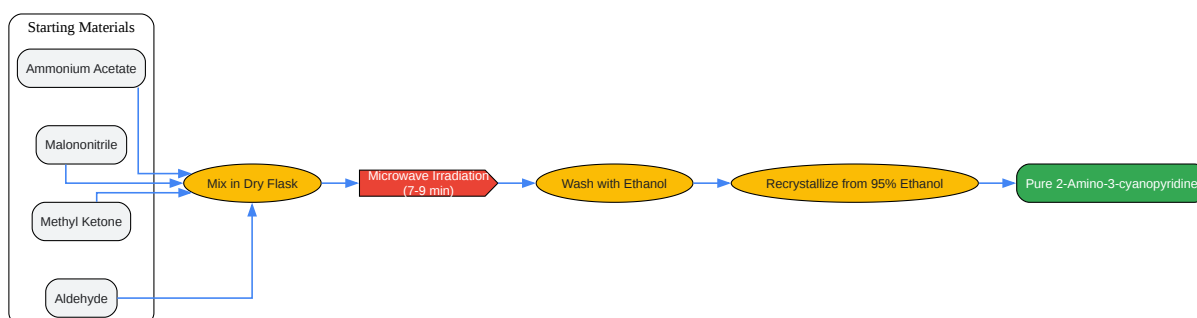 Starting Materials
Ammonium Acetate
Malononitrile
Methyl Ketone
Aldehyde
Mix in Dry Flask
Microwave Irradiation
(7-9 min)
Wash with Ethanol
Recrystallize from 95% Ethanol
Pure 2-Amino-3-cyanopyridine